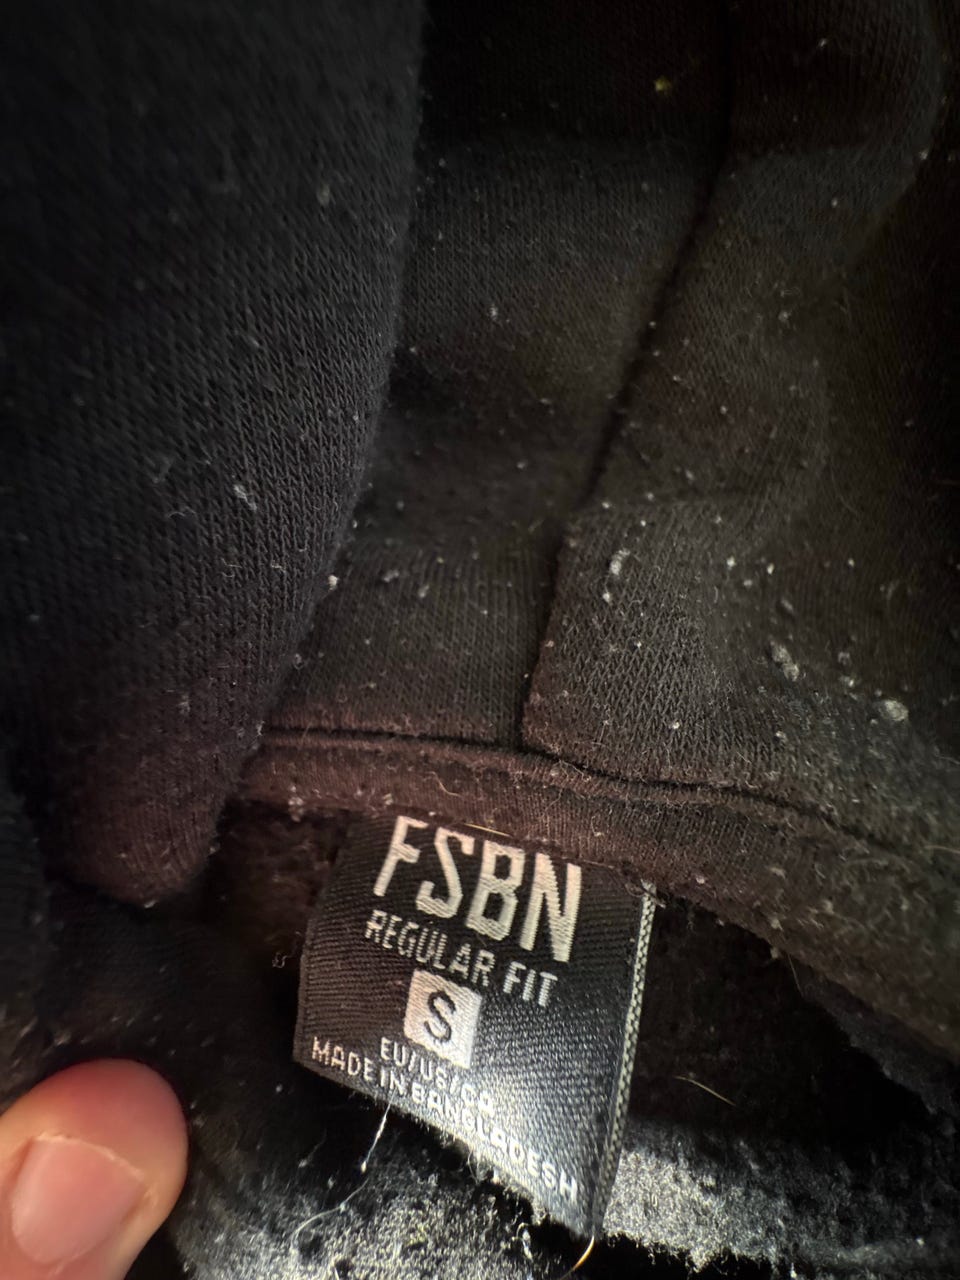 FSBN
REGULAR FIT
S
EU/US/CA
MADE IN BANGLADESH